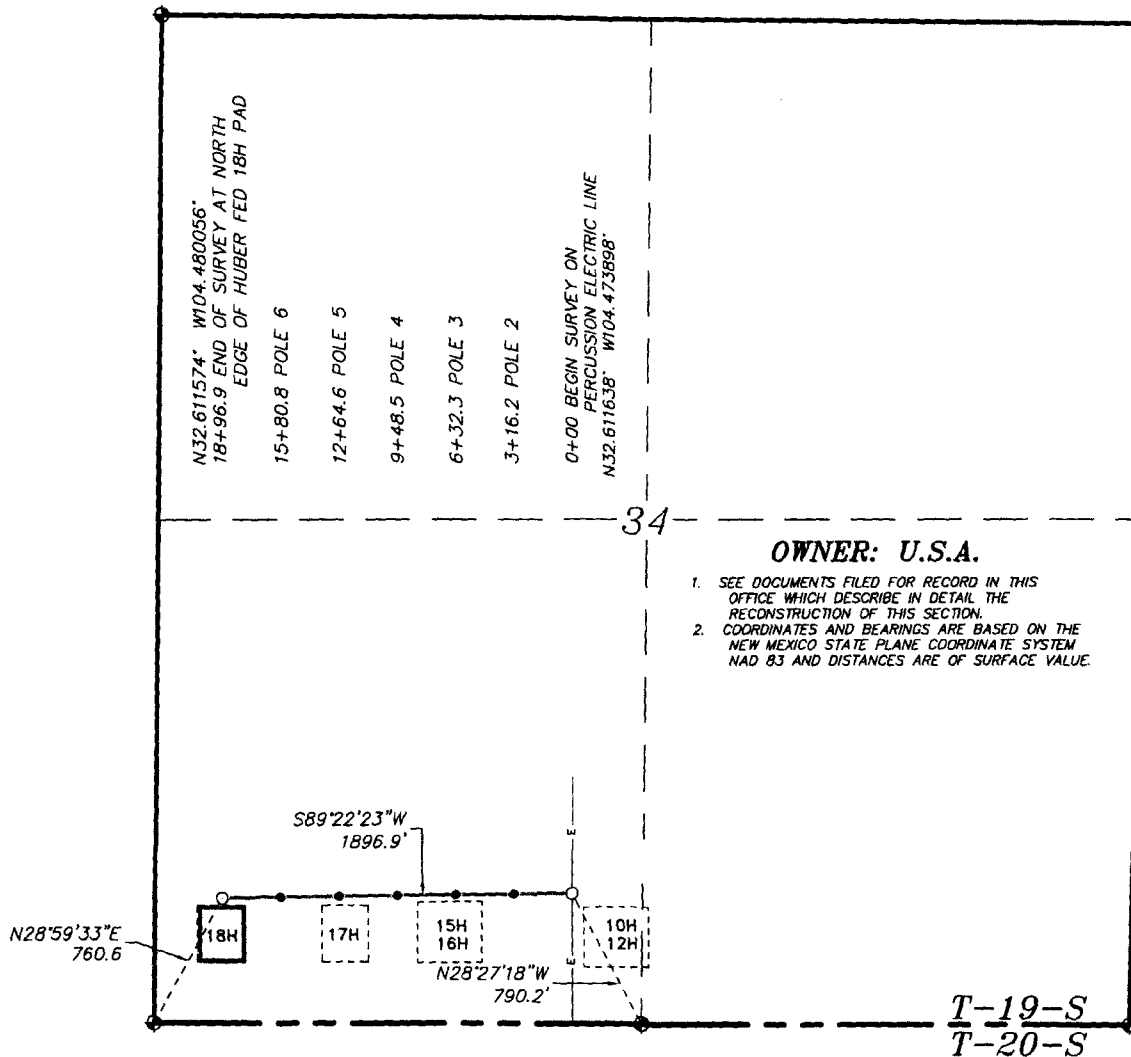 N32.611574° W104.480056°
18+96.9 END OF SURVEY AT NORTH
EDGE OF HUBER FED 18H PAD
15+80.8 POLE 6
12+64.6 POLE 5
9+48.5 POLE 4
6+32.3 POLE 3
3+16.2 POLE 2
0+00 BEGIN SURVEY ON
PERCUSSION ELECTRIC LINE
N32.611638° W104.473898°
34
OWNER: U.S.A.
1. SEE DOCUMENTS FILED FOR RECORD IN THIS
OFFICE WHICH DESCRIBE IN DETAIL THE
RECONSTRUCTION OF THIS SECTION.
2. COORDINATES AND BEARINGS ARE BASED ON THE
NEW MEXICO STATE PLANE COORDINATE SYSTEM
NAD 83 AND DISTANCES ARE OF SURFACE VALUE.
S89°22'23"W
1896.9'
E
N28°59'33"E
760.6
18H
17H
15H
16H
10H
12H
E
N28°27'18"W
790.2'
T-19-S
T-20-S